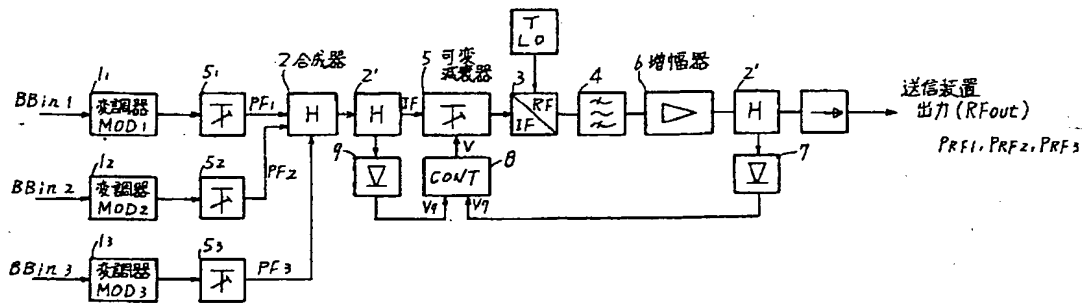 T
LO
2 合成器
5 可変
減衰器
6 増幅器
1₁
5₁
2'
3
4
2'
送信装置
出力(RFout)
PRF1, PRF2, PRF3
BBin 1
変調器
MOD1
PF1
H
H
IF
RF
IF
H
1₂
5₂
PF2
9
V
8
7
BBin 2
変調器
MOD2
CONT
V9
V7
1₃
5₃
BBin 3
変調器
MOD3
PF3